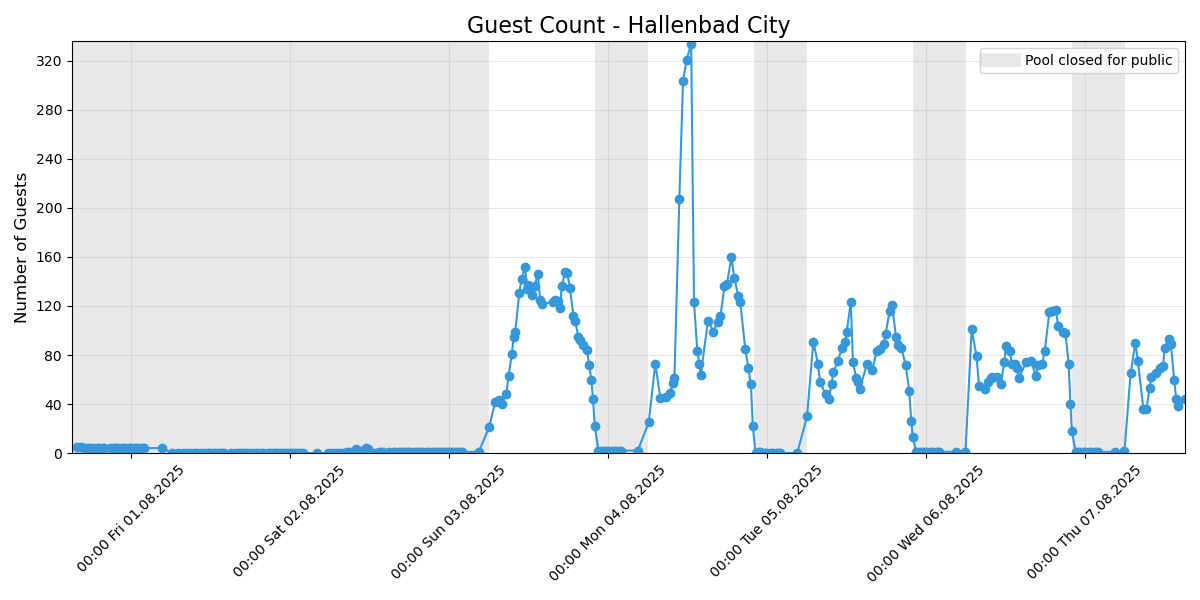 Guest Count - Hallenbad City
Pool closed for public
Number of Guests
320
280
240
200
160
120
80
40
0
00:00 Fri 01.08.2025
00:00 Sat 02.08.2025
00:00 Sun 03.08.2025
00:00 Mon 04.08.2025
00:00 Tue 05.08.2025
00:00 Wed 06.08.2025
00:00 Thu 07.08.2025